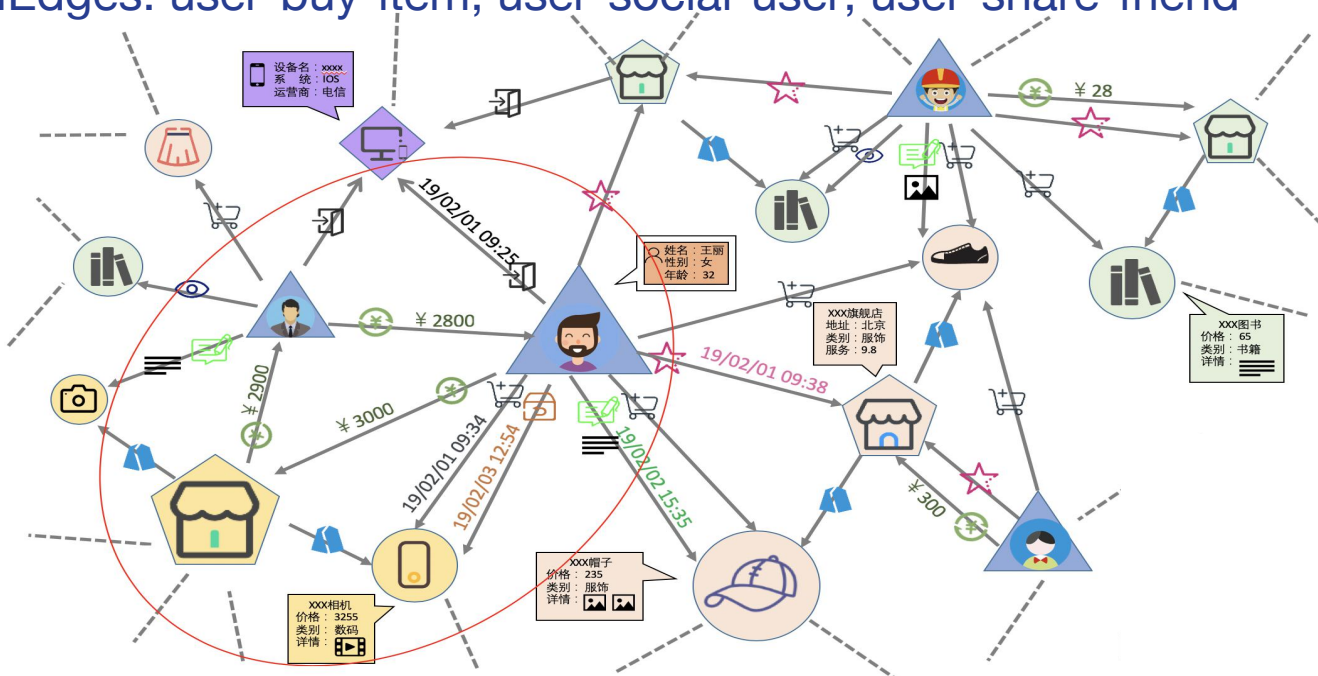 Edges: user-buy-item, user-social-user, user-share-friend
设备名：xxxx
系 统：IOS
运营商：电信
¥ 28
19/02/01 09:25
姓名：王丽
性别：女
年龄：32
XXX旗舰店
地址：北京
类别：服饰
服务：9.8
XXX图书
价格：65
类别：书籍
详情：
¥ 2800
19/02/01 09:38
¥ 2900
¥ 3000
19/02/01 09:34
19/02/03 12:54
19/02/02 15:35
¥ 300
XXX帽子
价格：235
类别：服饰
详情：
XXX相机
价格：3255
类别：数码
详情：